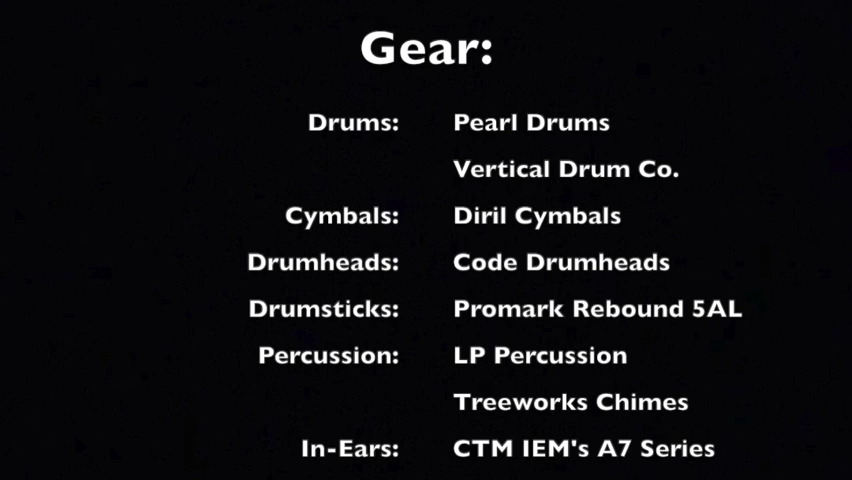 Gear:
Drums: Pearl Drums
Vertical Drum Co.
Cymbals: Diril Cymbals
Drumheads: Code Drumheads
Drumsticks: Promark Rebound 5AL
Percussion: LP Percussion
Treeworks Chimes
In-Ears: CTM IEM's A7 Series